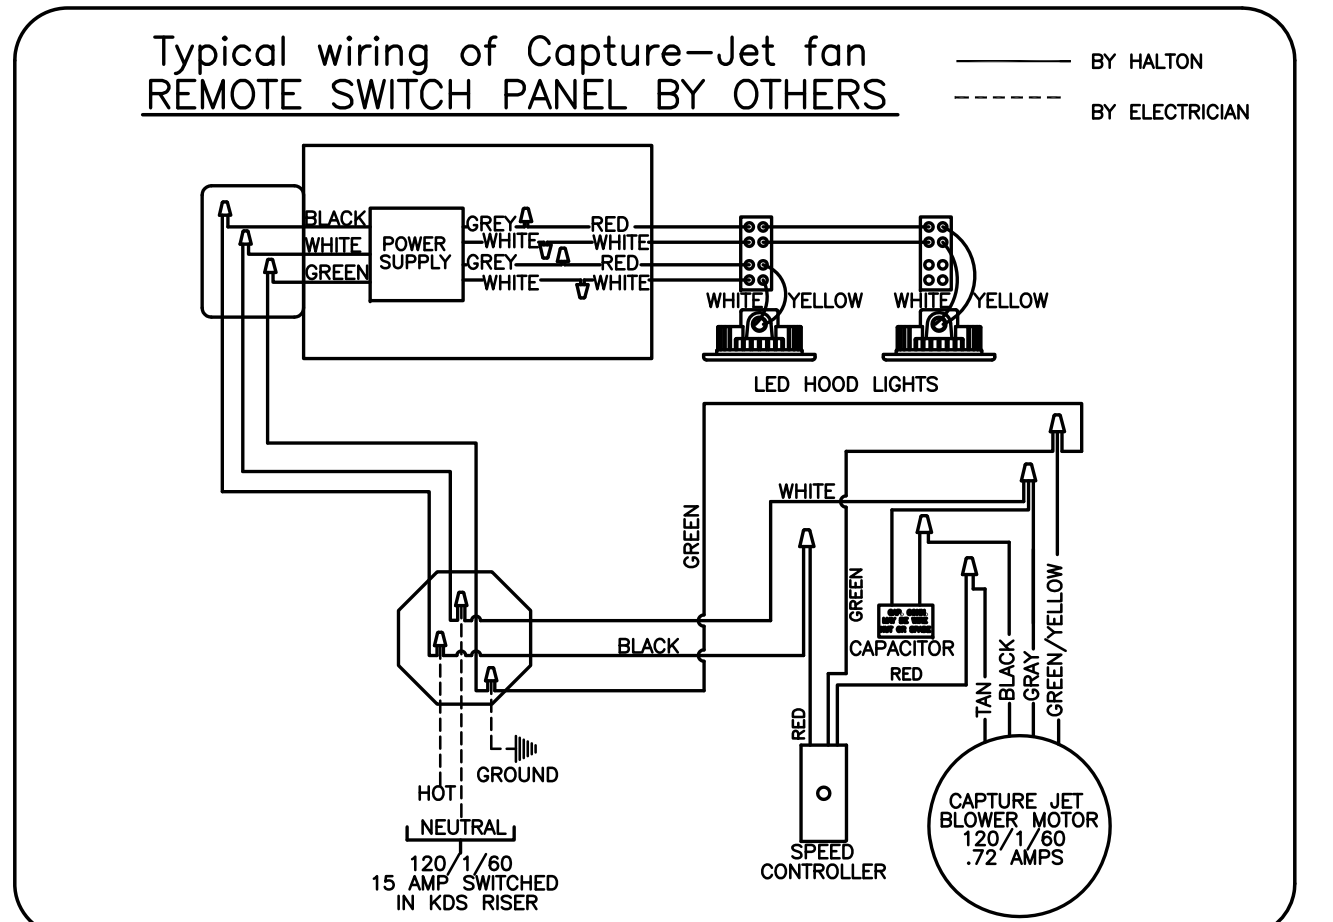 Typical wiring of Capture-Jet fan
REMOTE SWITCH PANEL BY OTHERS
BY HALTON
BY ELECTRICIAN
BLACK
WHITE
GREEN
POWER
SUPPLY
GREY
RED
WHITE
WHITE
GREY
RED
WHITE
WHITE
WHITE
YELLOW
WHITE
YELLOW
LED HOOD LIGHTS
WHITE
GREEN
GREEN
BLACK
CAPACITOR
RED
RED
TAN
BLACK
GRAY
GREEN/YELLOW
GROUND
HOT
NEUTRAL
120/1/60
15 AMP SWITCHED
IN KDS RISER
SPEED
CONTROLLER
CAPTURE JET
BLOWER MOTOR
120/1/60
.72 AMPS